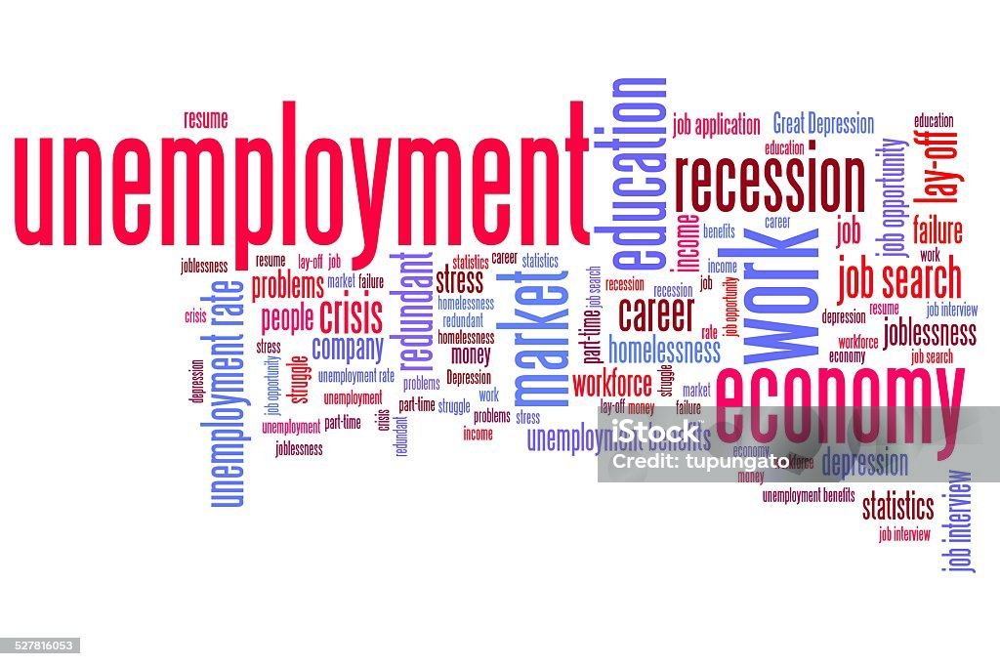 resume
unemployment
education
job application
Great Depression
education
education
recession
job opportunity
lay-off
income
benefits
career
work
job
failure
work
joblessness
resume
lay-off
job
statistics
career
statistics
unemployment rate
problems
market
failure
redundant
stress
market
job search
recession
recession
income
job
job opportunity
job search
crisis
people
crisis
homelessness
redundant
part-time
career
rate
depression
resume
job interview
stress
company
homelessness
money
homelessness
workforce
joblessness
economy
job search
depression
job opportunity
struggle
unemployment rate
problems
Depression
workforce
struggle
market
economy
unemployment
part-time
struggle
work
problems
stress
lay-off
money
failure
unemployment
part-time
crisis
redundant
income
unemployment benefits
joblessness
iStock
Credit: tupungato
economy
workforce
depression
money
unemployment benefits
statistics
job interview
job interview
527816053